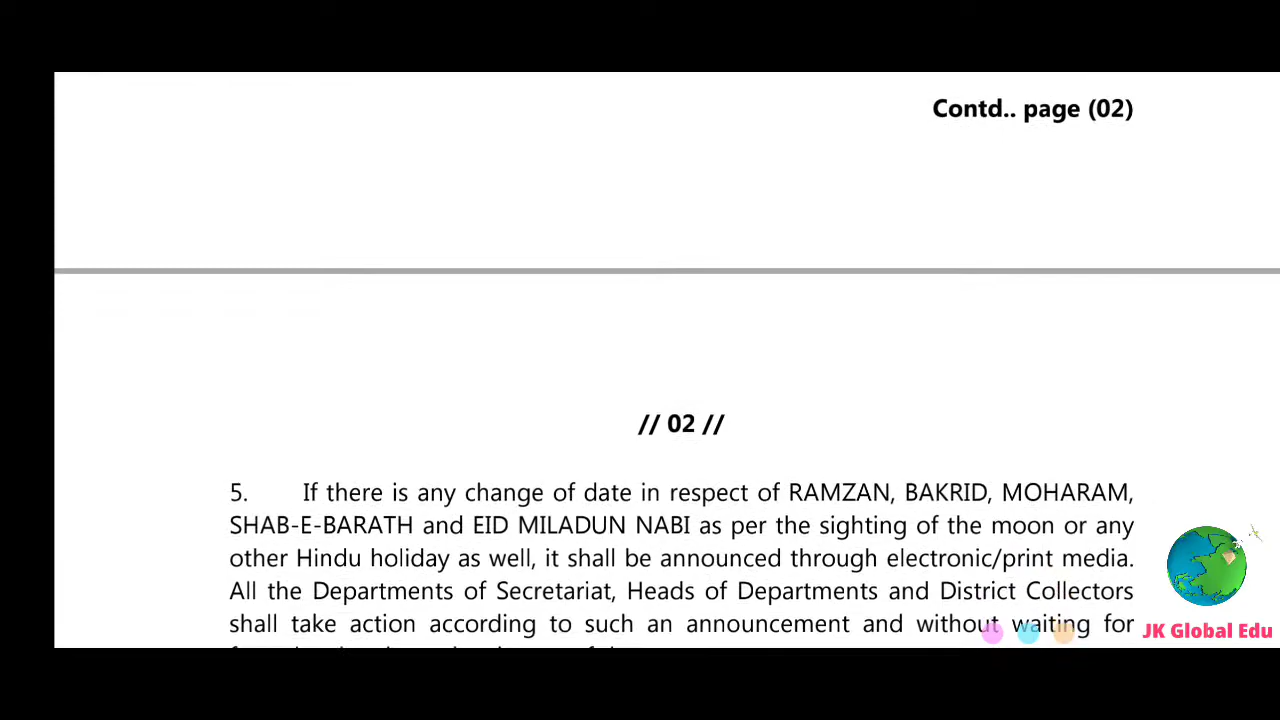 Contd.. page (02)
// 02 //
5. If there is any change of date in respect of RAMZAN, BAKRID, MOHARAM,
SHAB-E-BARATH and EID MILADUN NABI as per the sighting of the moon or any
other Hindu holiday as well, it shall be announced through electronic/print media.
All the Departments of Secretariat, Heads of Departments and District Collectors
shall take action according to such an announcement and without waiting for
JK Global Edu